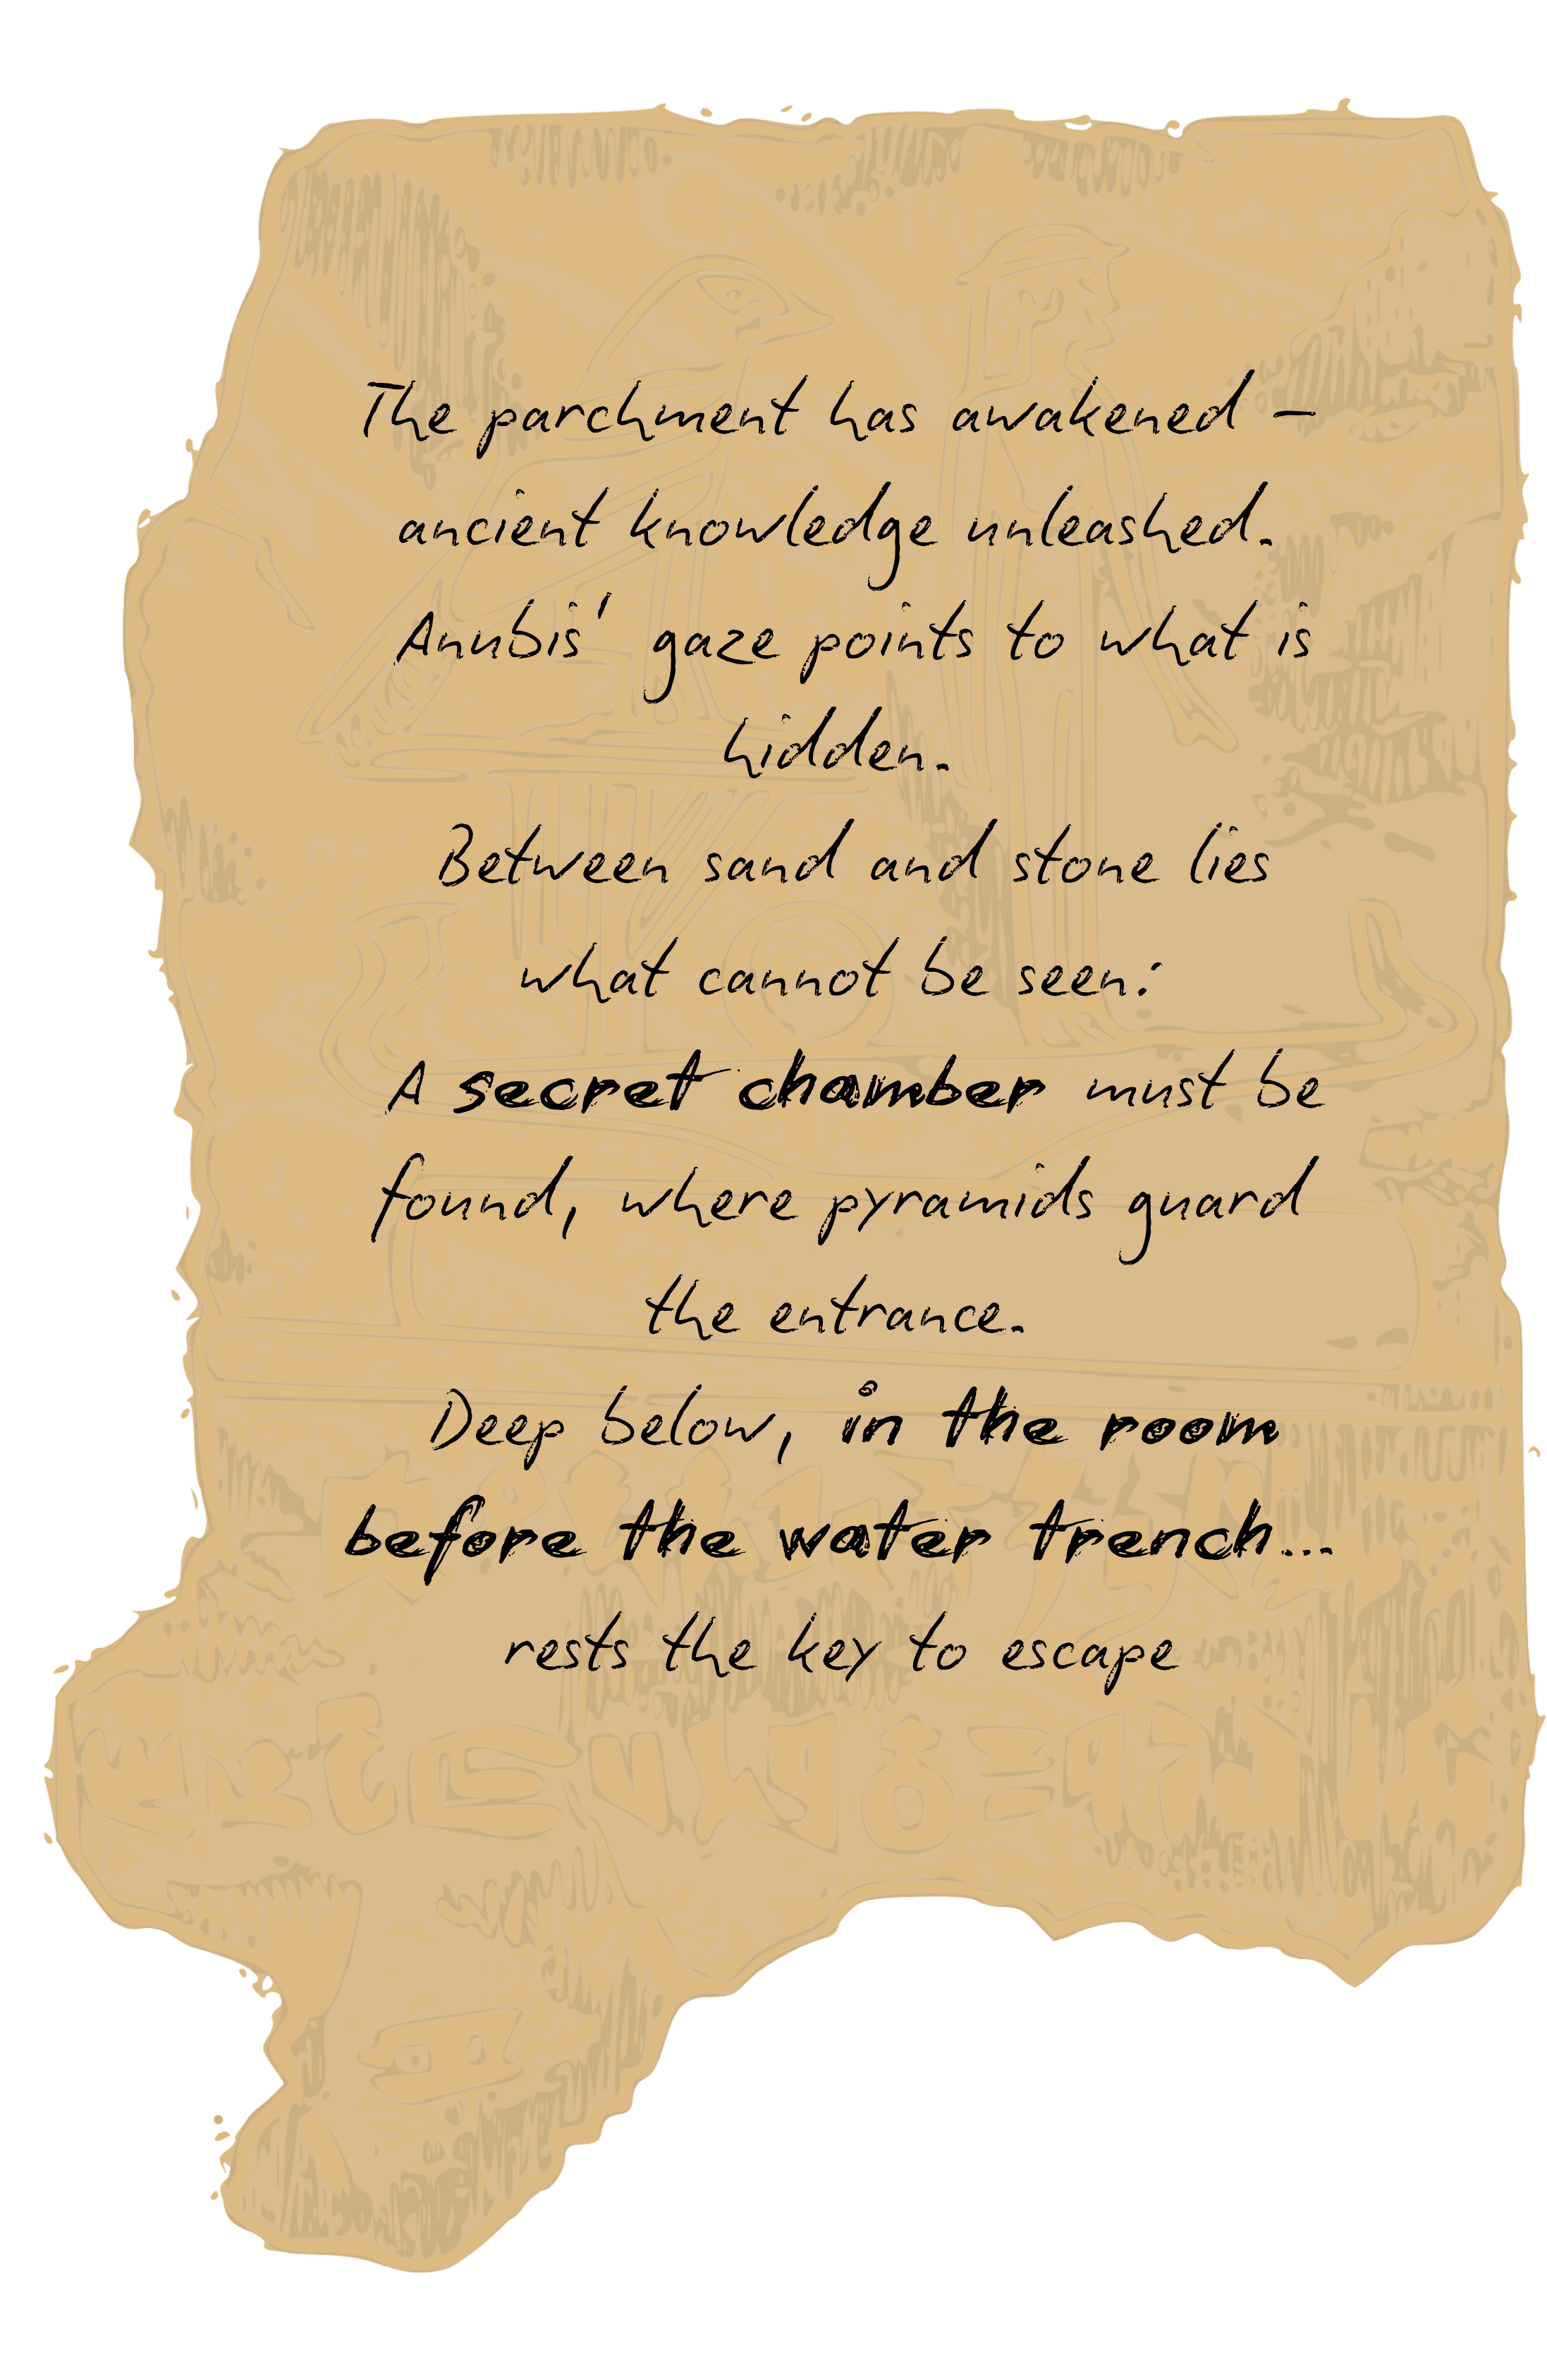 The parchment has awakened –
ancient knowledge unleashed.
Anubis' gaze points to what is
hidden.
Between sand and stone lies
what cannot be seen:
A secret chamber must be
found, where pyramids guard
the entrance.
Deep below, in the room
before the water trench...
rests the key to escape